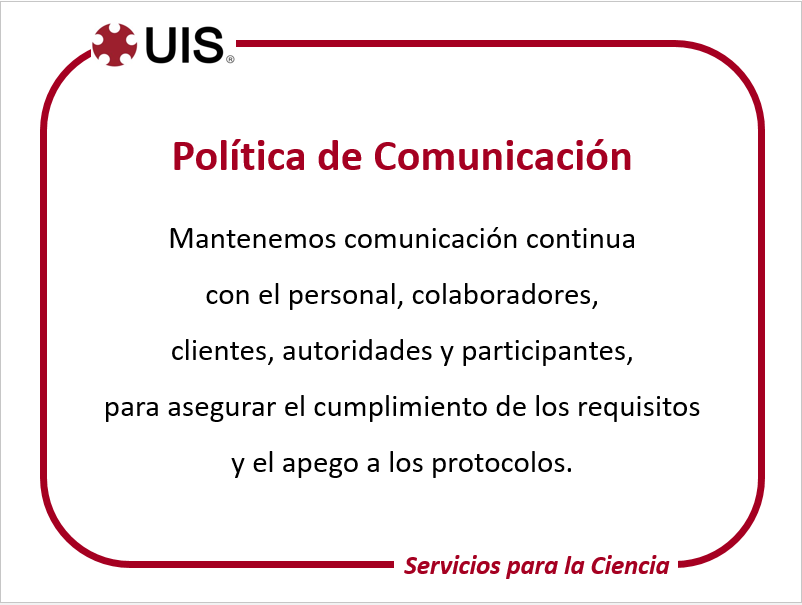 UIS®
Política de Comunicación
Mantenemos comunicación continua
con el personal, colaboradores,
clientes, autoridades y participantes,
para asegurar el cumplimiento de los requisitos
y el apego a los protocolos.
Servicios para la Ciencia